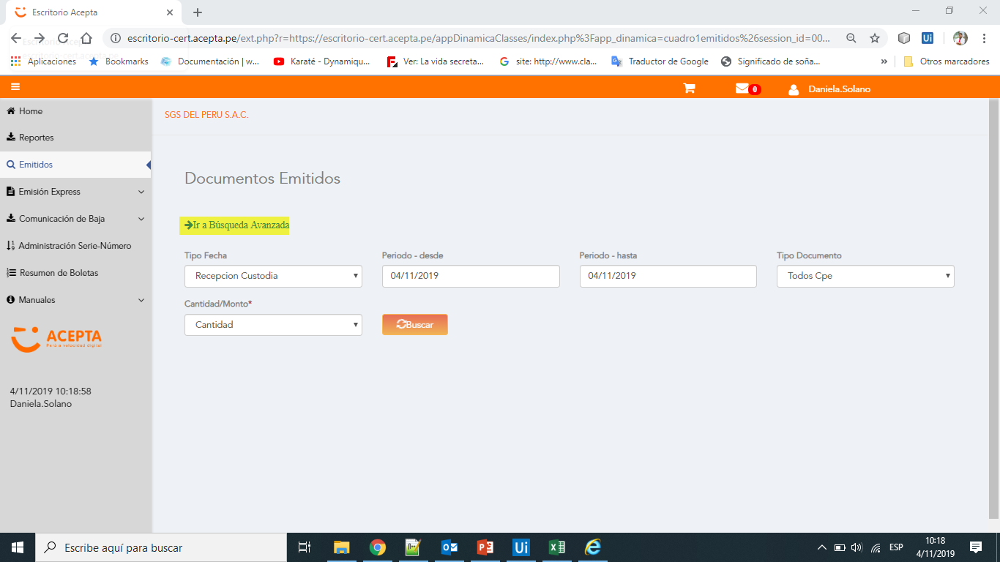 Escritorio Acepta
escritorio-cert.acepta.pe/ext.php?r=https://escritorio-cert.acepta.pe/appDinamicaClasses/index.php%3Fapp_dinamica=cuadro1emitidos%26session_id=00...
Aplicaciones Bookmarks Documentación | w... Karaté - Dynamiqu... Ver: La vida secreta... site: http://www.cla... Traductor de Google Significado de soña... » Otros marcadores
0 Daniela.Solano
Home
SGS DEL PERU S.A.C.
Reportes
Emitidos
Emisión Express
Comunicación de Baja
Administración Serie-Número
Resumen de Boletas
Manuales
ACEPTA
Perú a velocidad digital
4/11/2019 10:18:58
Daniela.Solano
Documentos Emitidos
Ir a Búsqueda Avanzada
Tipo Fecha Periodo - desde Periodo - hasta Tipo Documento
Recepcion Custodia 04/11/2019 04/11/2019 Todos Cpe
Cantidad/Monto*
Cantidad Buscar
Escribe aquí para buscar
ESP
10:18
4/11/2019